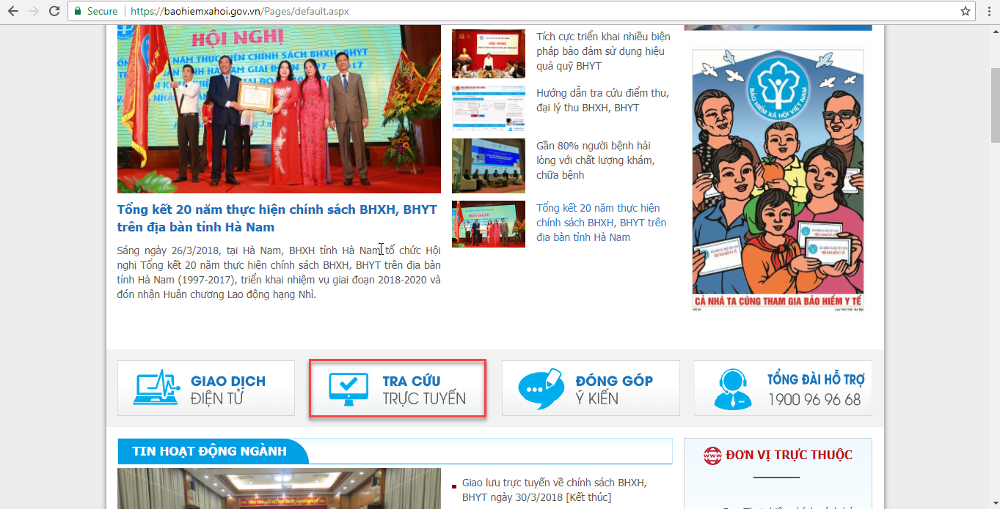 Secure https://baohiemxahoi.gov.vn/Pages/default.aspx
HỘI NGHỊ
NĂM THỰC HIỆN CHÍNH SÁCH BHXH, BHYT
Tổng kết 20 năm thực hiện chính sách BHXH, BHYT
trên địa bàn tỉnh Hà Nam
Sáng ngày 26/3/2018, tại Hà Nam, BHXH tỉnh Hà Nam tổ chức Hội
nghị Tổng kết 20 năm thực hiện chính sách BHXH, BHYT trên địa bàn
tỉnh Hà Nam (1997-2017), triển khai nhiệm vụ giai đoạn 2018-2020 và
đón nhận Huân chương Lao động hạng Nhì.
Tích cực triển khai nhiều biện
pháp bảo đảm sử dụng hiệu
quả quỹ BHYT
Hướng dẫn tra cứu điểm thu,
đại lý thu BHXH, BHYT
Gần 80% người bệnh hài
lòng với chất lượng khám,
chữa bệnh
Tổng kết 20 năm thực hiện
chính sách BHXH, BHYT trên
địa bàn tỉnh Hà Nam
BẢO HIỂM XÃ HỘI VIỆT NAM
CẢ NHÀ TA CÙNG THAM GIA BẢO HIỂM Y TẾ
GIAO DỊCH
ĐIỆN TỬ
TRA CỨU
TRỰC TUYẾN
ĐÓNG GÓP
Ý KIẾN
TỔNG ĐÀI HỖ TRỢ
1900 96 96 68
TIN HOẠT ĐỘNG NGÀNH
Giao lưu trực tuyến về chính sách BHXH,
BHYT ngày 30/3/2018 [Kết thúc]
WWW ĐƠN VỊ TRỰC THUỘC